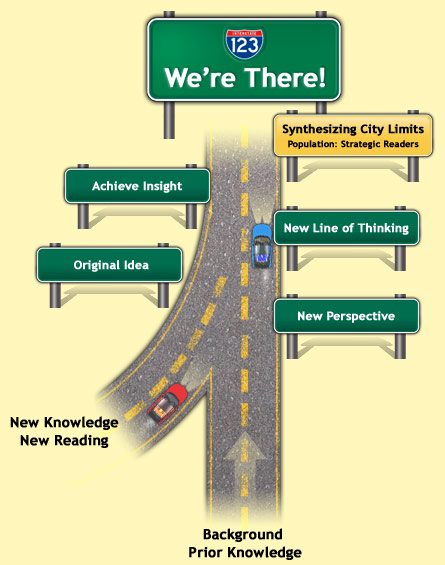 INTERSTATE
123
We're There!
Synthesizing City Limits
Population: Strategic Readers
Achieve Insight
New Line of Thinking
Original Idea
New Perspective
New Knowledge
New Reading
Background
Prior Knowledge